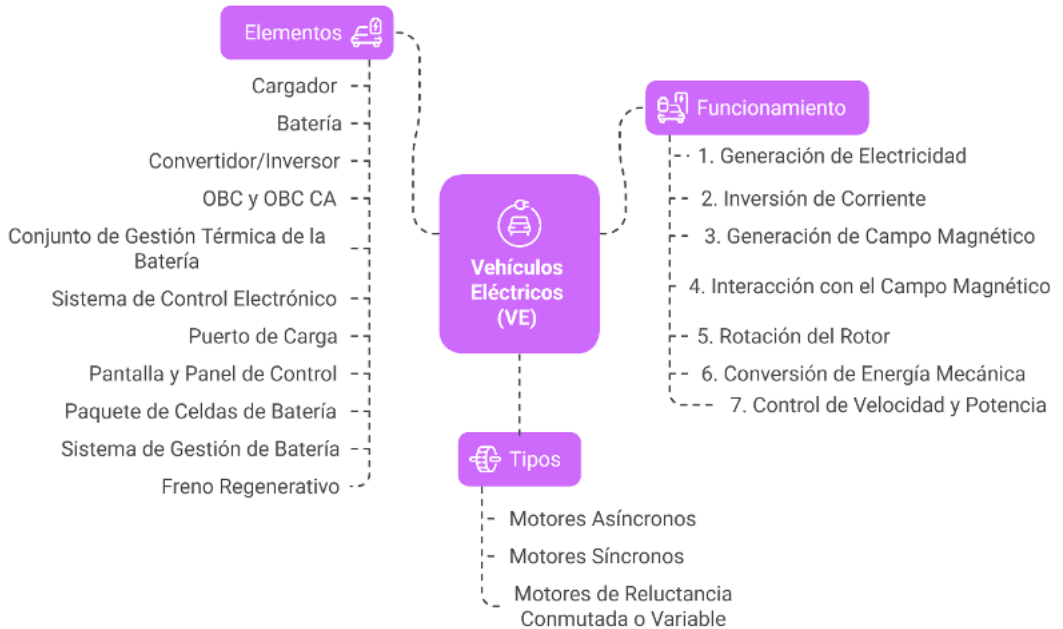 Elementos
Cargador
Batería
Convertidor/Inversor
OBC y OBC CA
Conjunto de Gestión Térmica de la
Batería
Sistema de Control Electrónico
Puerto de Carga
Pantalla y Panel de Control
Paquete de Celdas de Batería
Sistema de Gestión de Batería
Freno Regenerativo
Vehículos
Eléctricos
(VE)
Funcionamiento
1. Generación de Electricidad
2. Inversión de Corriente
3. Generación de Campo Magnético
4. Interacción con el Campo Magnético
5. Rotación del Rotor
6. Conversión de Energía Mecánica
7. Control de Velocidad y Potencia
Tipos
Motores Asíncronos
Motores Síncronos
Motores de Reluctancia
Conmutada o Variable